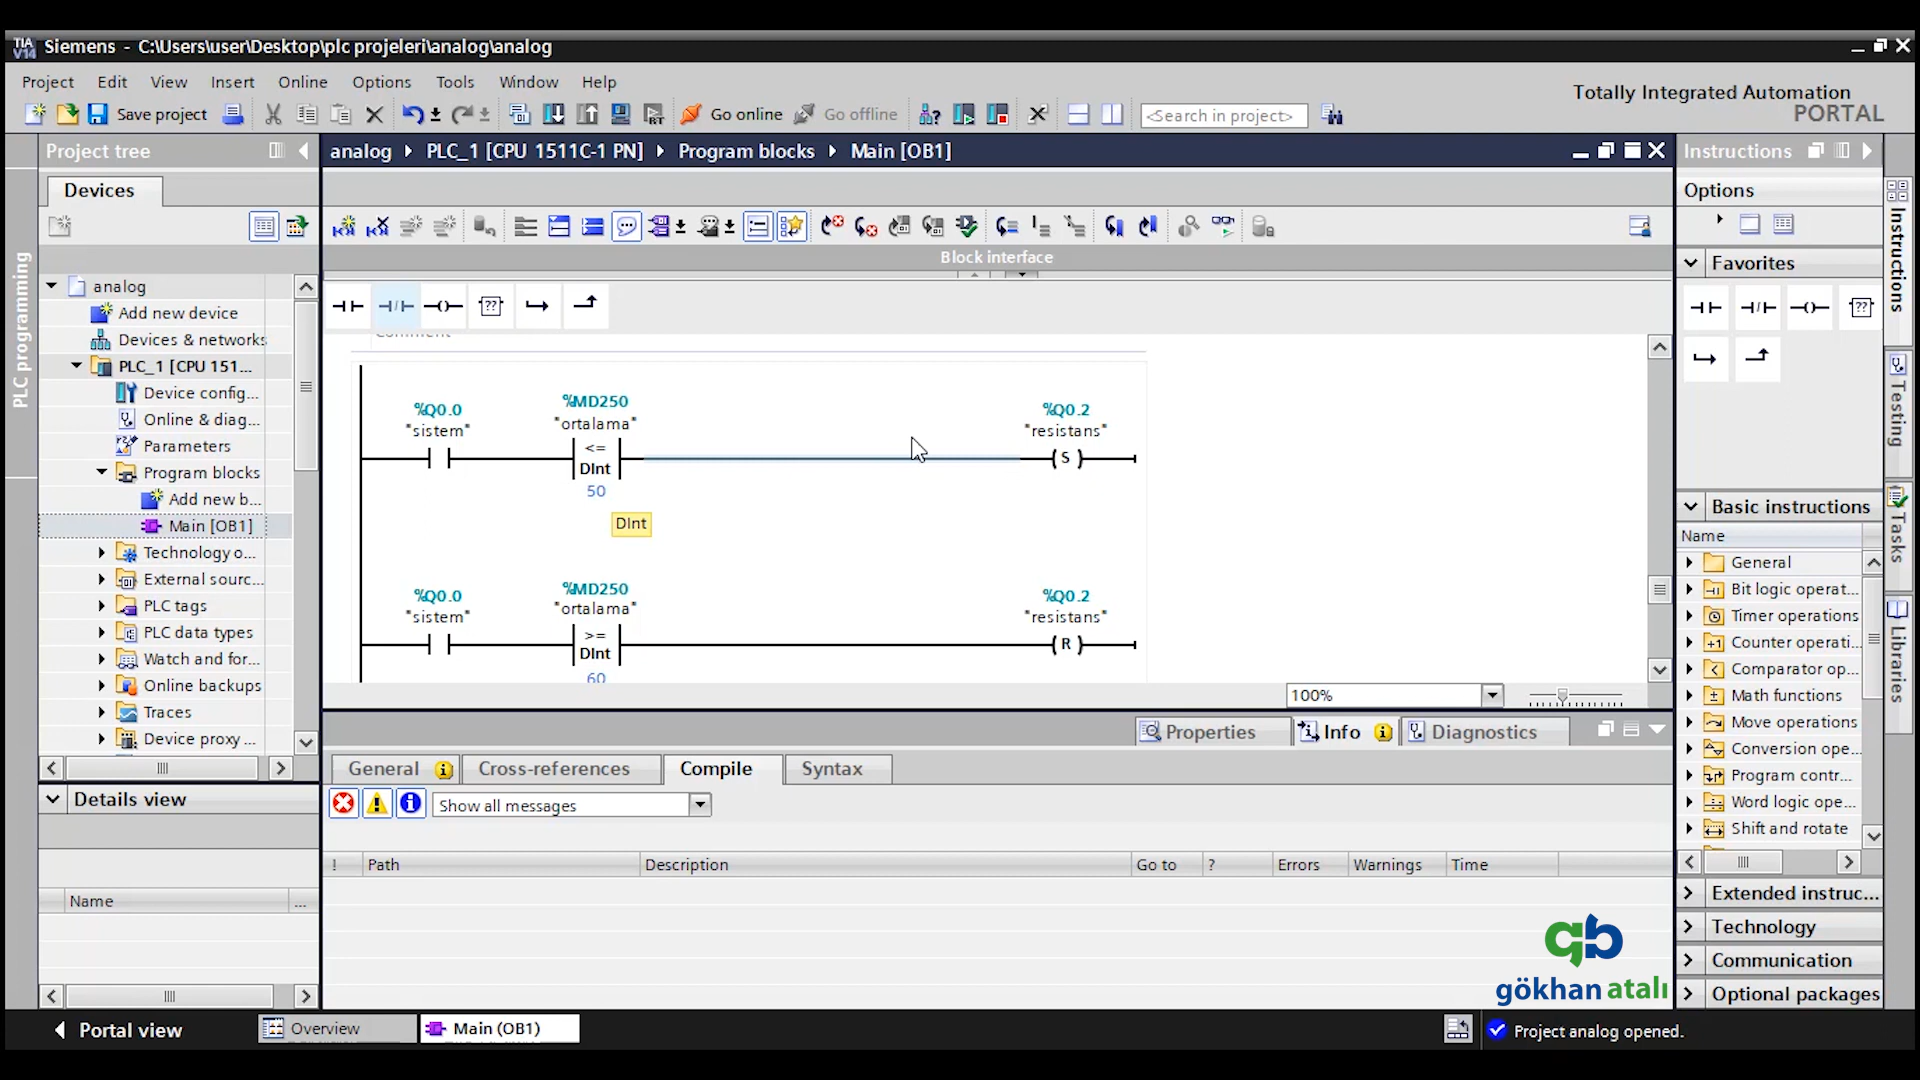 TIA V14 Siemens - C:\Users\user\Desktop\plc projeleri\analog\analog
Project Edit View Insert Online Options Tools Window Help
Totally Integrated Automation
PORTAL
Save project
Go online
Go offline
<Search in project>
Project tree
analog PLC_1 [CPU 1511C-1 PN] Program blocks Main [OB1]
Instructions
Devices
Options
Block interface
PLC programming
analog
Add new device
Devices & networks
PLC_1 [CPU 151...
Device config...
Online & diag...
Parameters
Program blocks
Add new b...
Main [OB1]
Technology o...
External sourc...
PLC tags
PLC data types
Watch and for...
Online backups
Traces
Device proxy ...
Details view
Name ...
Comment
%Q0.0
"sistem"
%MD250
"ortalama"
<=
DInt
50
%Q0.2
"resistans"
S
DInt
%Q0.0
"sistem"
%MD250
"ortalama"
>=
DInt
60
%Q0.2
"resistans"
R
100%
Properties
Info
Diagnostics
General
Cross-references
Compile
Syntax
Show all messages
! Path Description Go to ? Errors Warnings Time
Favorites
??
??
Basic instructions
Name
General
Bit logic operat...
Timer operations
Counter operati...
Comparator op...
Math functions
Move operations
Conversion ope...
Program contr...
Word logic ope...
Shift and rotate
Extended instruc...
Technology
Communication
Optional packages
Instructions
Testing
Tasks
Libraries
gökhan atalı
Portal view
Overview
Main (OB1)
Project analog opened.